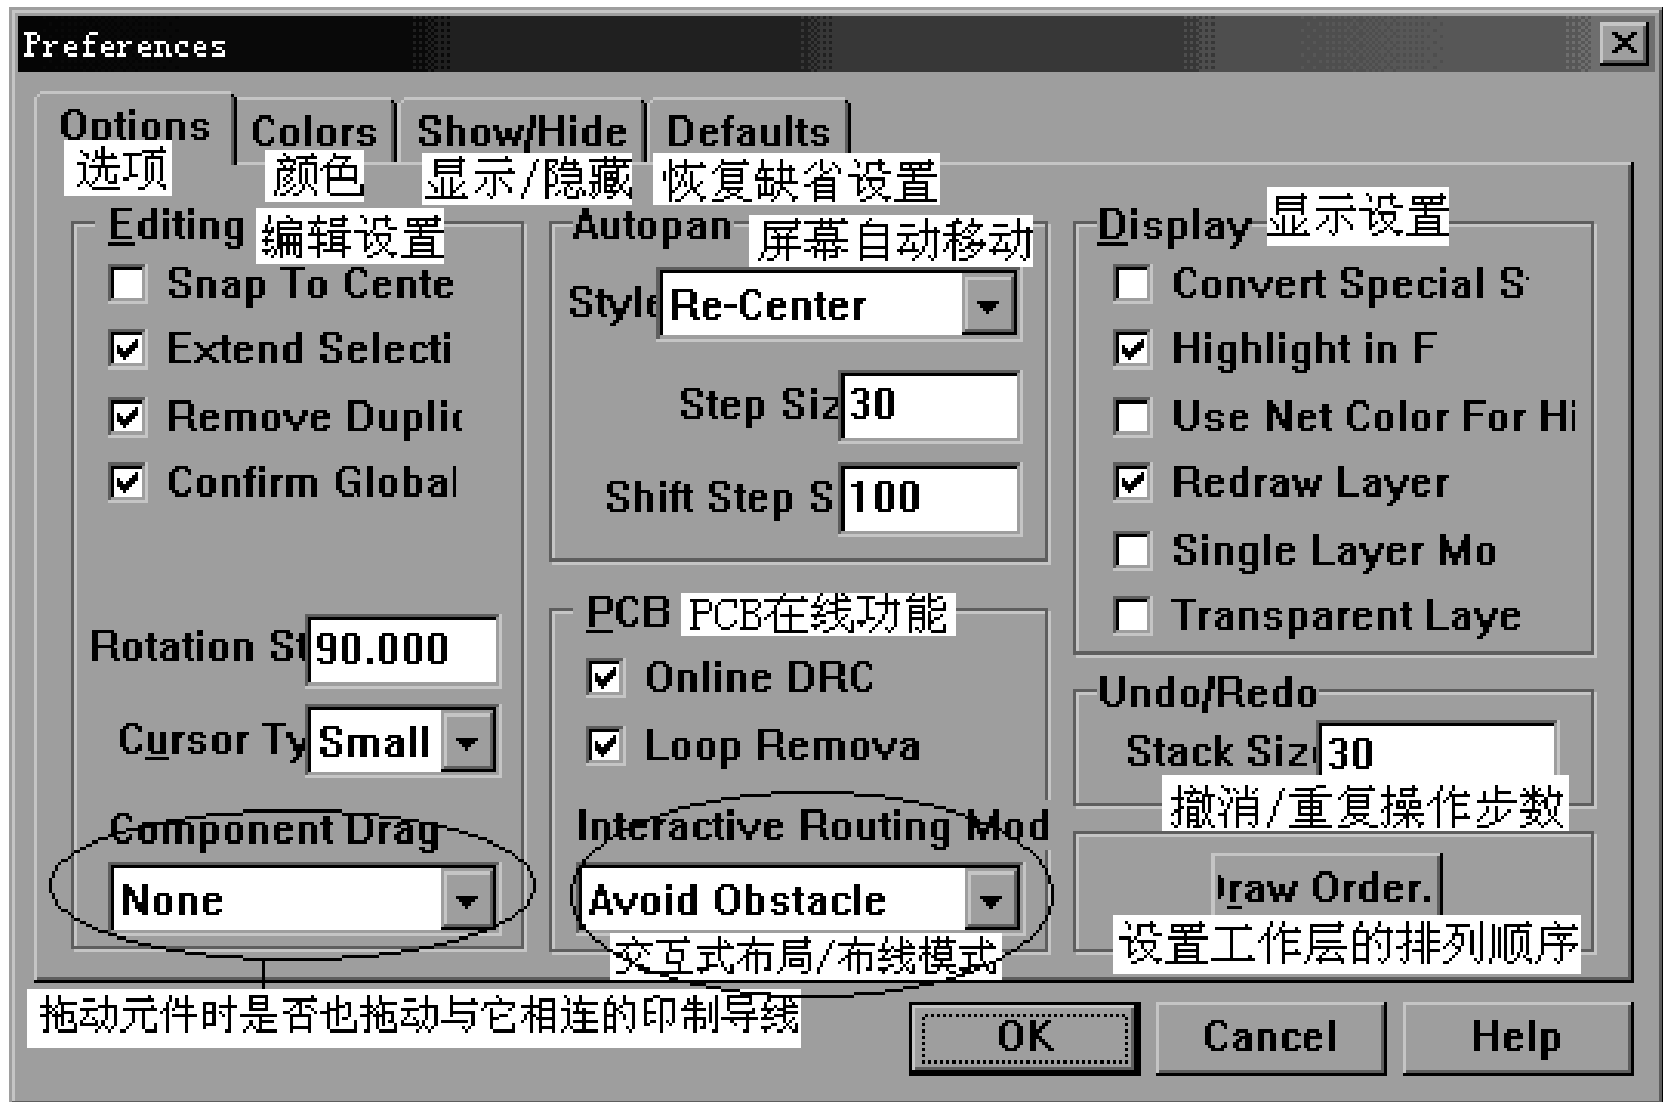 Preferences
Options
Colors
Show/Hide
Defaults
选项
颜色
显示/隐藏
恢复缺省设置
Editing
编辑设置
Snap To Cente
Extend Selecti
Remove Duplic
Confirm Global
Rotation St
90.000
Cursor Ty
Small
Component Drag
None
Autopan
屏幕自动移动
Style
Re-Center
Step Siz
30
Shift Step S
100
PCB
PCB在线功能
Online DRC
Loop Remova
Interactive Routing Mod
Avoid Obstacle
交互式布局/布线模式
Display
显示设置
Convert Special S
Highlight in F
Use Net Color For Hi
Redraw Layer
Single Layer Mo
Transparent Laye
Undo/Redo
Stack Size
30
撤消/重复操作步数
Draw Order.
设置工作层的排列顺序
拖动元件时是否也拖动与它相连的印制导线
OK
Cancel
Help